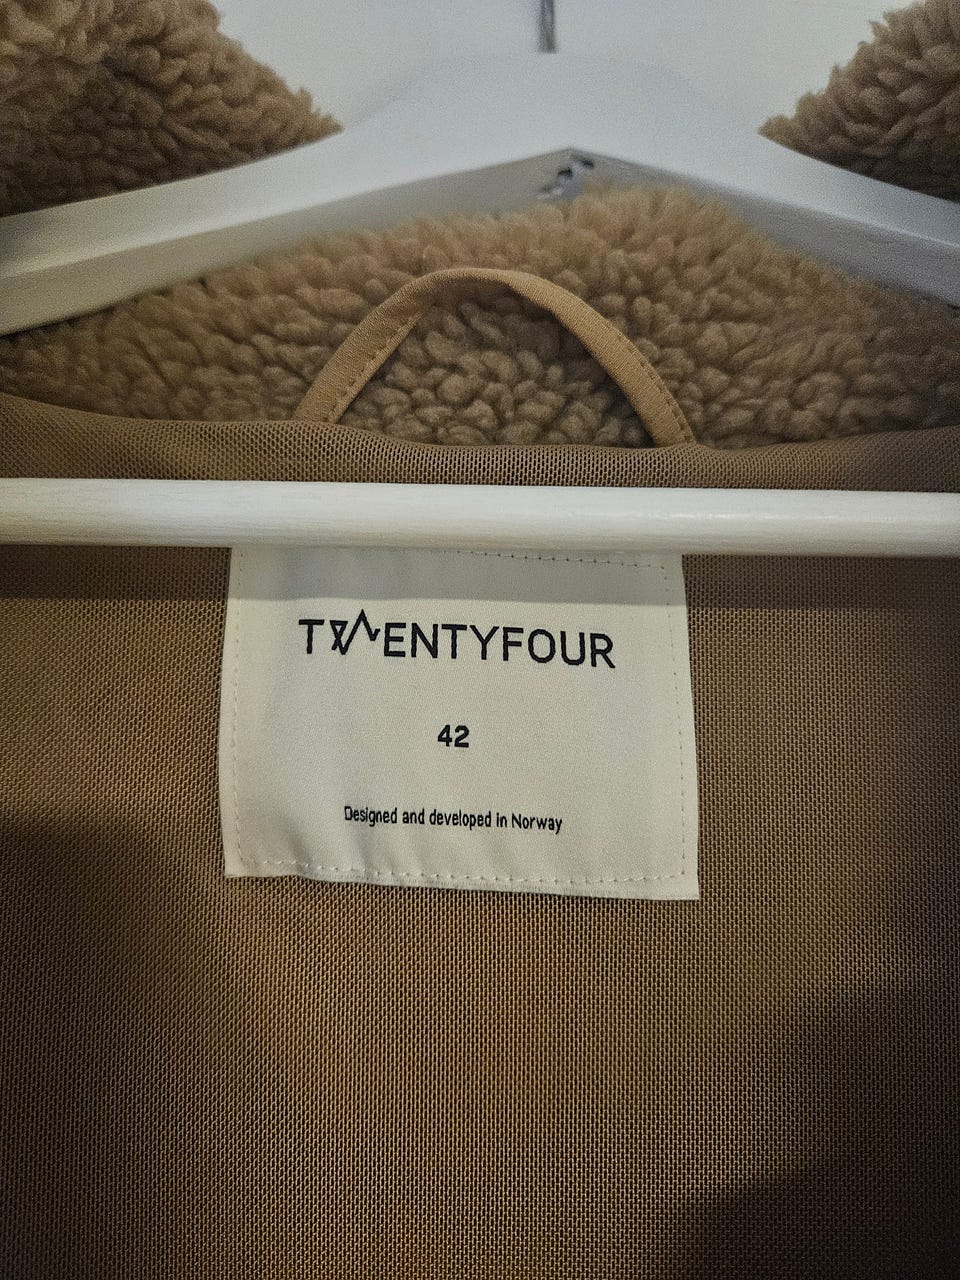 TWENTYFOUR
42
Designed and developed in Norway